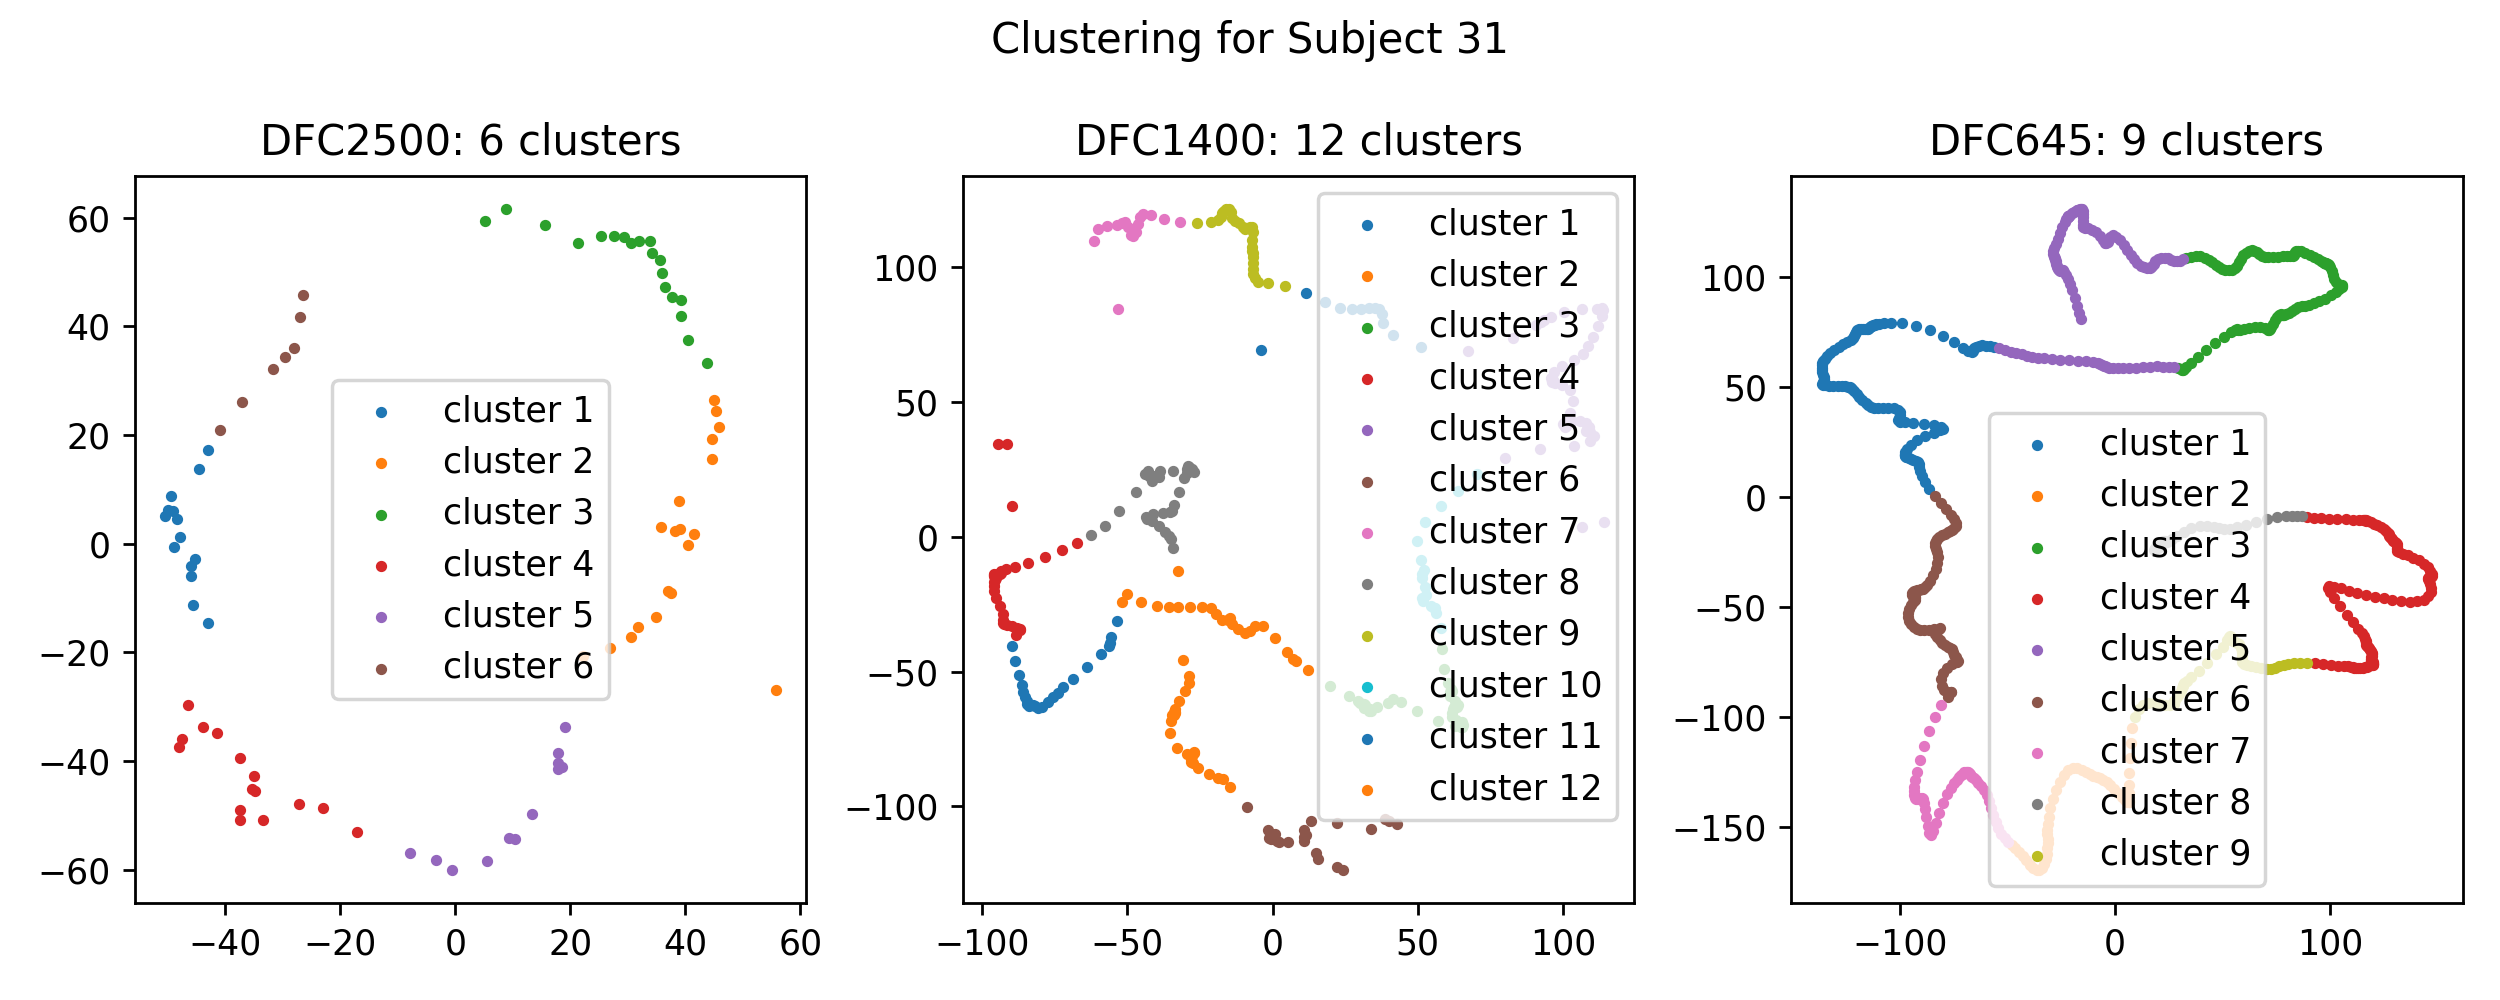 Clustering for Subject 31
DFC2500: 6 clusters
60
40
20
0
−20
−40
−60
−40
−20
0
20
40
60
cluster 1
cluster 2
cluster 3
cluster 4
cluster 5
cluster 6
DFC1400: 12 clusters
100
50
0
−50
−100
−100
−50
0
50
100
cluster 1
cluster 2
cluster 3
cluster 4
cluster 5
cluster 6
cluster 7
cluster 8
cluster 9
cluster 10
cluster 11
cluster 12
DFC645: 9 clusters
100
50
0
−50
−100
−150
−100
0
100
cluster 1
cluster 2
cluster 3
cluster 4
cluster 5
cluster 6
cluster 7
cluster 8
cluster 9